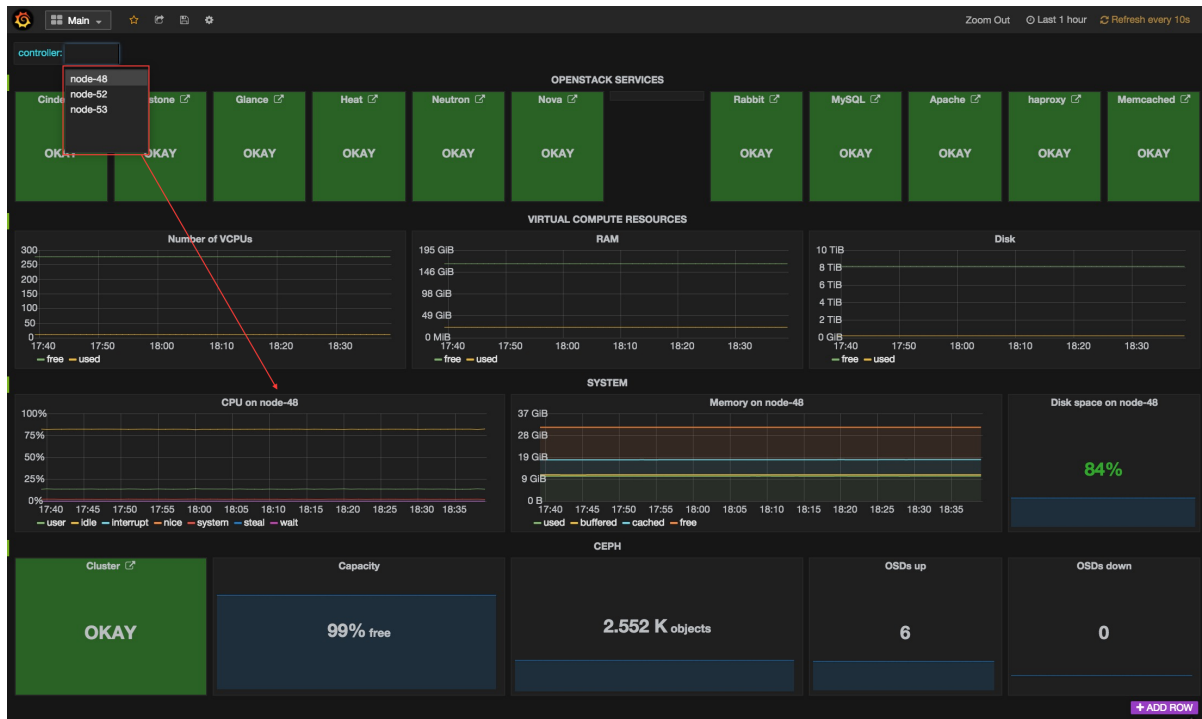 Main
Zoom Out
Last 1 hour
Refresh every 10s
controller:
node-48
node-52
node-53
OPENSTACK SERVICES
Cinde
stone
Glance
Heat
Neutron
Nova
Rabbit
MySQL
Apache
haproxy
Memcached
OKAY
OKAY
OKAY
OKAY
OKAY
OKAY
OKAY
OKAY
OKAY
OKAY
OKAY
VIRTUAL COMPUTE RESOURCES
Number of VCPUs
300
250
200
150
100
50
0
17:40 17:50 18:00 18:10 18:20 18:30
free used
RAM
195 GiB
146 GiB
98 GiB
49 GiB
0 MiB
17:40 17:50 18:00 18:10 18:20 18:30
free used
Disk
10 TiB
8 TiB
6 TiB
4 TiB
2 TiB
0 GiB
17:40 17:50 18:00 18:10 18:20 18:30
free used
SYSTEM
CPU on node-48
100%
75%
50%
25%
0%
17:40 17:45 17:50 17:55 18:00 18:05 18:10 18:15 18:20 18:25 18:30 18:35
user idle interrupt nice system steal wait
Memory on node-48
37 GiB
28 GiB
19 GiB
9 GiB
0 B
17:40 17:45 17:50 17:55 18:00 18:05 18:10 18:15 18:20 18:25 18:30 18:35
used buffered cached free
Disk space on node-48
84%
CEPH
Cluster
OKAY
Capacity
99% free
2.552 K objects
OSDs up
6
OSDs down
0
+ ADD ROW